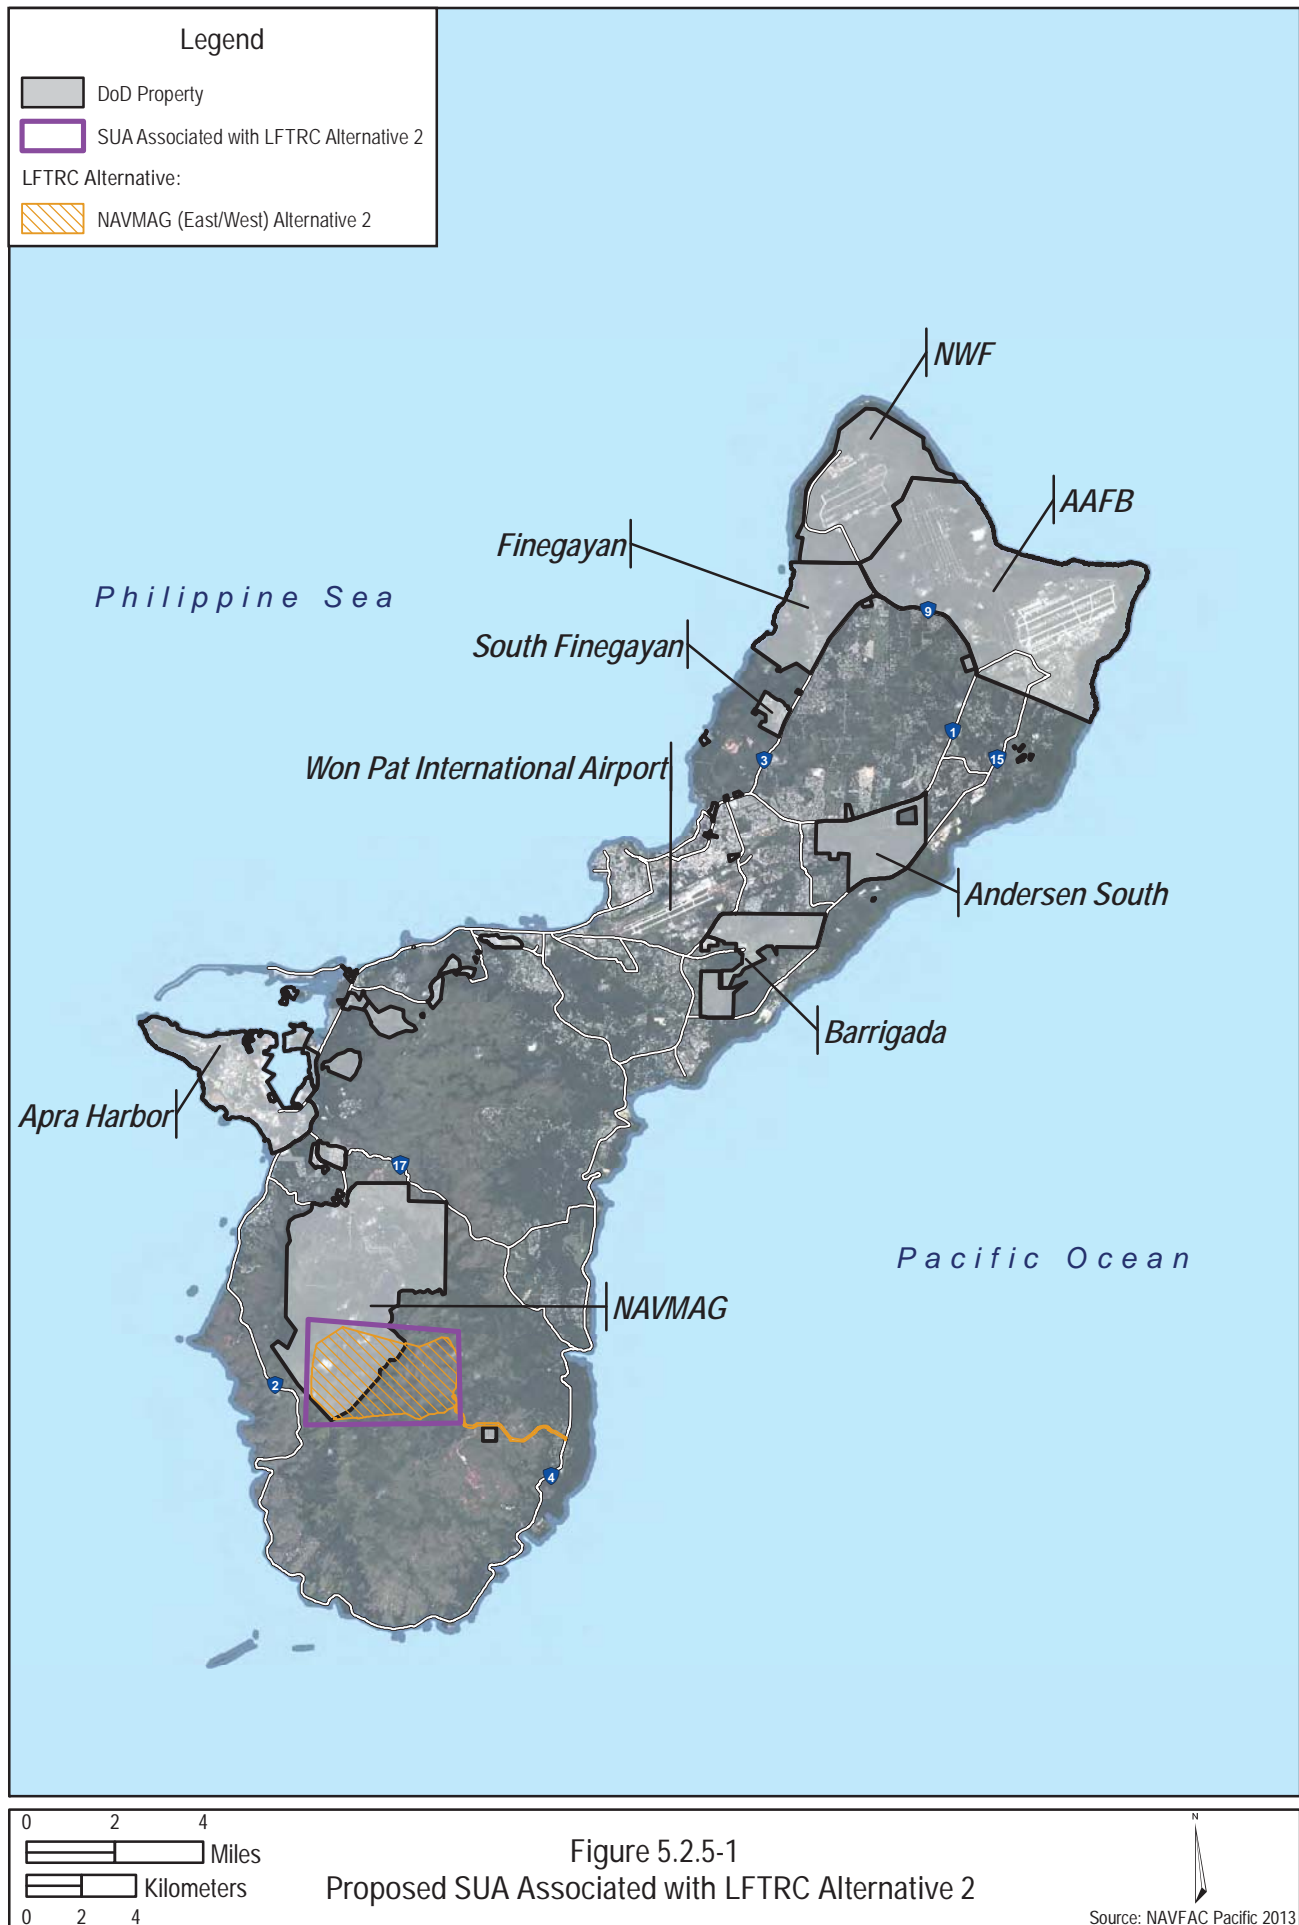 Legend
DoD Property
SUA Associated with LFTRC Alternative 2
LFTRC Alternative:
NAVMAG (East/West) Alternative 2
NWF
AAFB
Finegayan
Philippine Sea
9
South Finegayan
1
3
15
Won Pat International Airport
Andersen South
Barrigada
Apra Harbor
17
Pacific Ocean
NAVMAG
2
4
0 2 4
Miles
Kilometers
0 2 4
Figure 5.2.5-1
Proposed SUA Associated with LFTRC Alternative 2
N
Source: NAVFAC Pacific 2013